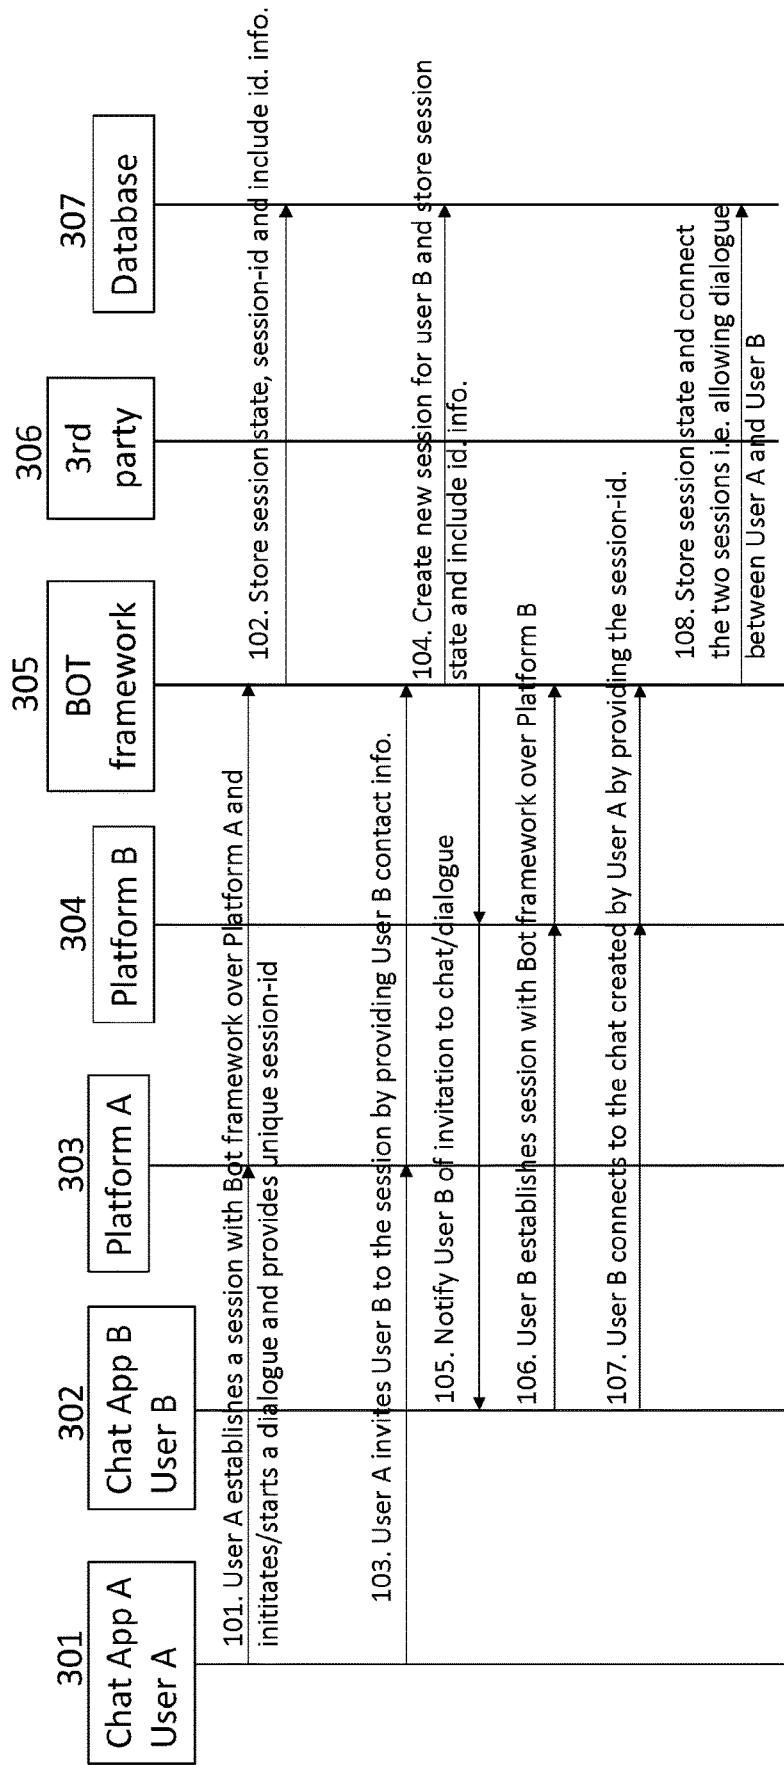 301
Chat App A
User A
302
Chat App B
User B
303
Platform A
304
Platform B
305
BOT
framework
306
3rd
party
307
Database
101. User A establishes a session with Bot framework over Platform A and
inititates/starts a dialogue and provides unique session-id
102. Store session state, session-id and include id. info.
103. User A invites User B to the session by providing User B contact info.
104. Create new session for user B and store session
state and include id. info.
105. Notify User B of invitation to chat/dialogue
106. User B establishes session with Bot framework over Platform B
107. User B connects to the chat created by User A by providing the session-id.
108. Store session state and connect
the two sessions i.e. allowing dialogue
between User A and User B